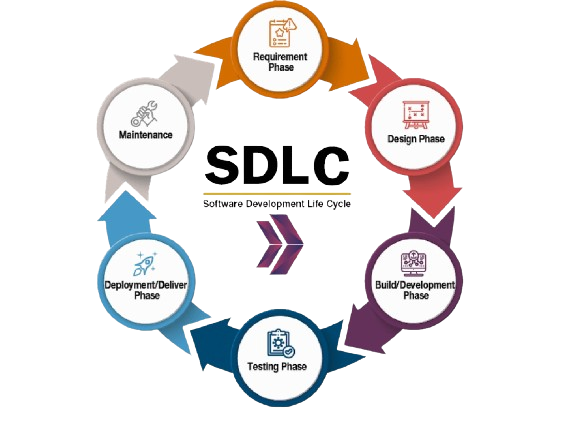 Requirement
Phase
Maintenance
Design Phase
SDLC
Software Development Life Cycle
Deployment/Deliver
Phase
Build/Development
Phase
Testing Phase